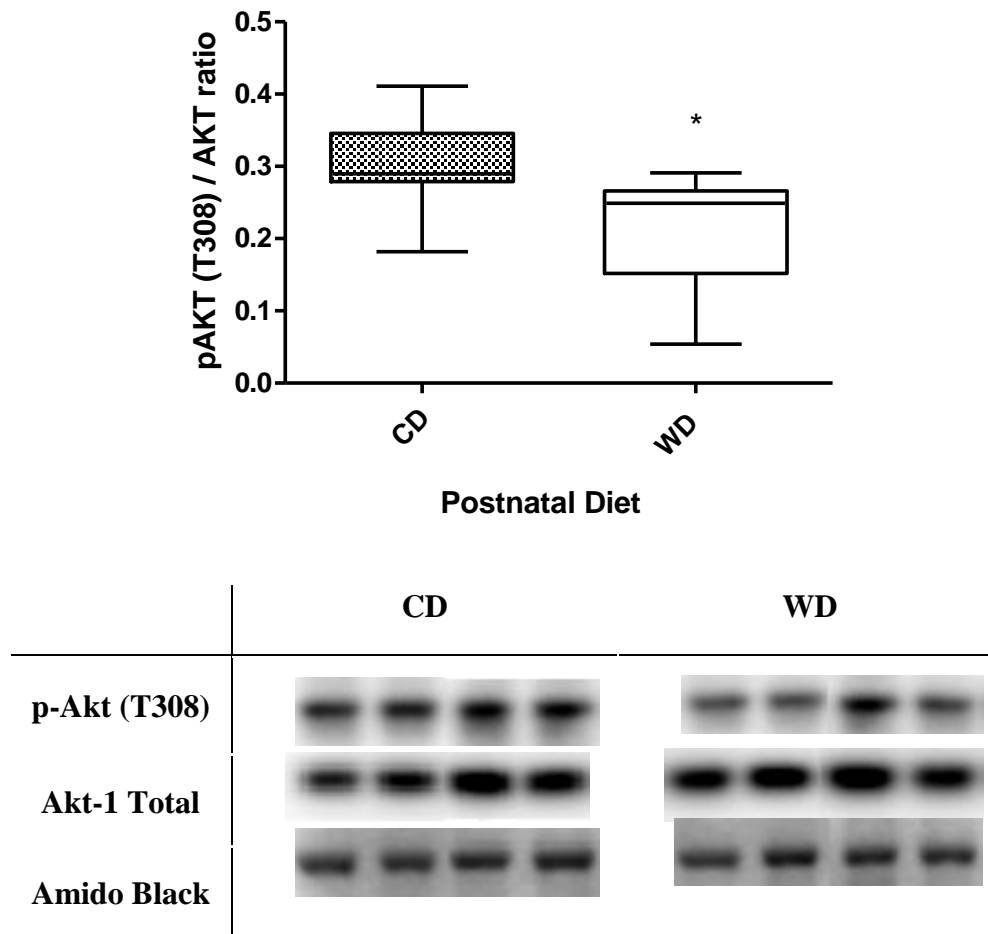 pAKT (T308) / AKT ratio
0.5
0.4
0.3
0.2
0.1
0.0
*
CD
WD
Postnatal Diet
CD WD
p-Akt (T308)
Akt-1 Total
Amido Black